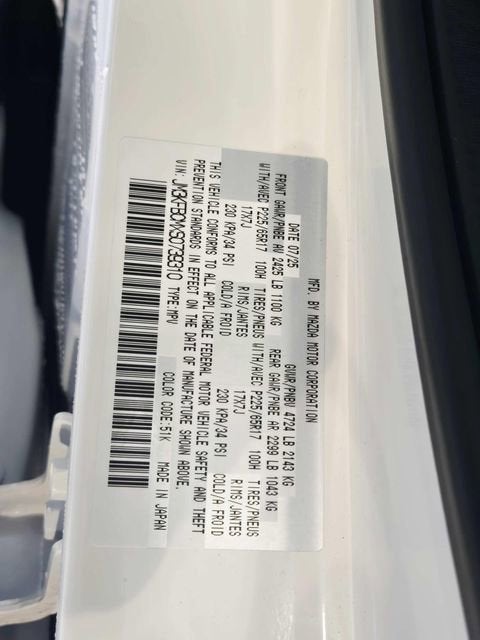 MFD. BY MAZDA MOTOR CORPORATION
DATE 07/25 GVWR/PNBV 4724 LB 2143 KG
FRONT GAWR/PNBE AV 2425 LB 1100 KG REAR GAWR/PNBE AR 2299 LB 1043 KG
WITH/AVEC P225/65R17 100H TIRES/PNEUS WITH/AVEC P225/65R17 100H TIRES/PNEUS
17X7J RIMS/JANTES 17X7J RIMS/JANTES
230 KPA/34 PSI COLD/A FROID 230 KPA/34 PSI COLD/A FROID
THIS VEHICLE CONFORMS TO ALL APPLICABLE FEDERAL MOTOR VEHICLE SAFETY AND THEFT
PREVENTION STANDARDS IN EFFECT ON THE DATE OF MANUFACTURE SHOWN ABOVE.
VIN: JM3KFBCMXS0739310 TYPE:MPV COLOR CODE:51K MADE IN JAPAN